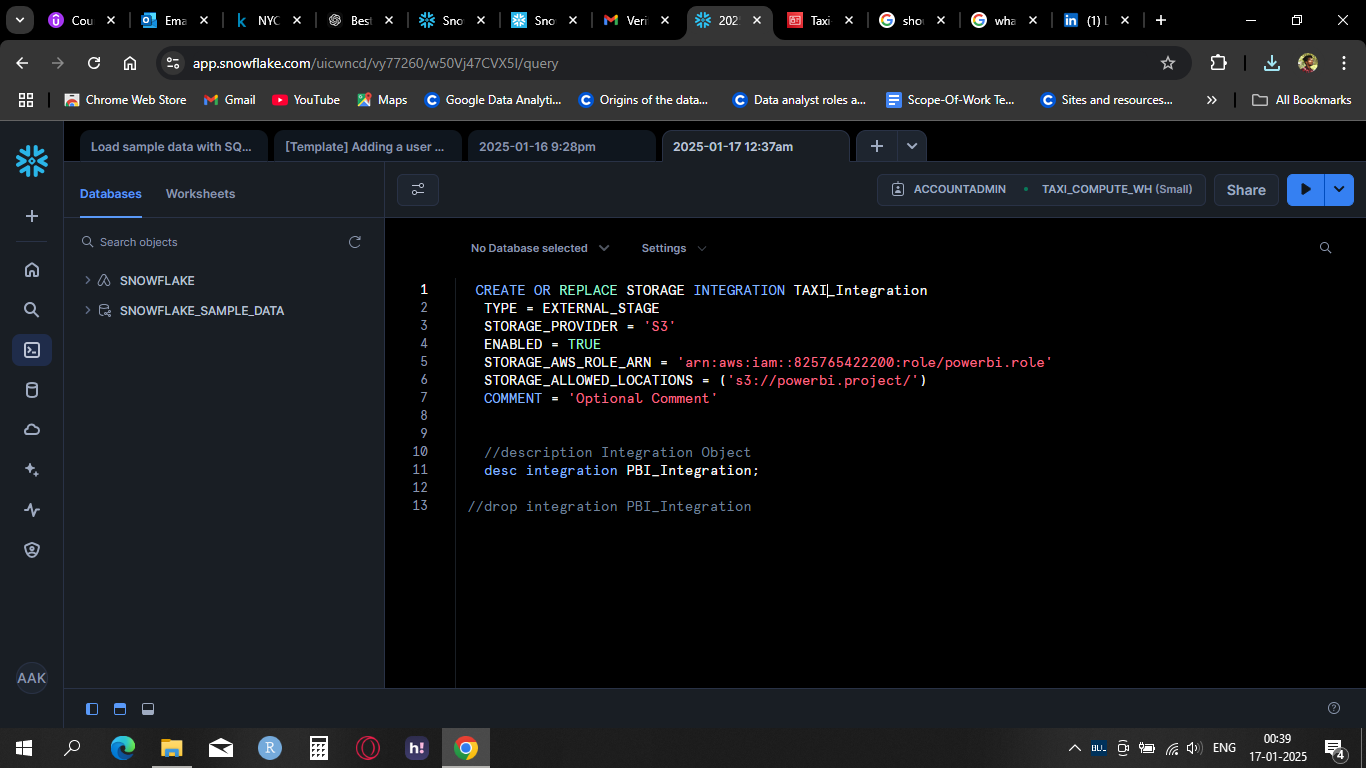 Cou
Ema
NYC
Best
Snow
Sno
Veri
202
Taxi
sho
wha
(1) L
app.snowflake.com/uicwncd/vy77260/w50Vj47CVX5I/query
Chrome Web Store
Gmail
YouTube
Maps
Google Data Analyti...
Origins of the data...
Data analyst roles a...
Scope-Of-Work Te...
Sites and resources...
All Bookmarks
Load sample data with SQ...
[Template] Adding a user ...
2025-01-16 9:28pm
2025-01-17 12:37am
Databases
Worksheets
ACCOUNTADMIN
TAXI_COMPUTE_WH (Small)
Share
Search objects
No Database selected
Settings
SNOWFLAKE
SNOWFLAKE_SAMPLE_DATA
1 CREATE OR REPLACE STORAGE INTEGRATION TAXI_Integration
2 TYPE = EXTERNAL_STAGE
3 STORAGE_PROVIDER = 'S3'
4 ENABLED = TRUE
5 STORAGE_AWS_ROLE_ARN = 'arn:aws:iam::825765422200:role/powerbi.role'
6 STORAGE_ALLOWED_LOCATIONS = ('s3://powerbi.project/')
7 COMMENT = 'Optional Comment'
8
9
10 //description Integration Object
11 desc integration PBI_Integration;
12
13 //drop integration PBI_Integration
AAK
R
h!
ENG
00:39
17-01-2025
4